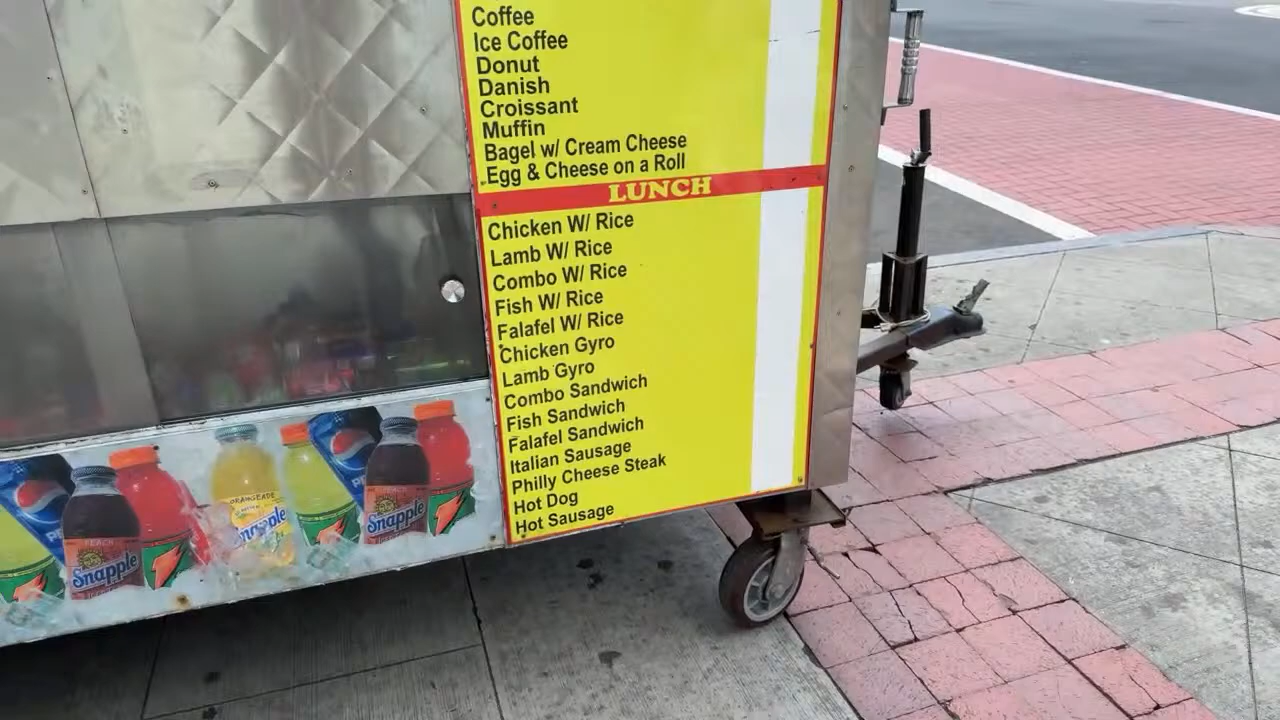 Coffee
Ice Coffee
Donut
Danish
Croissant
Muffin
Bagel w/ Cream Cheese
Egg & Cheese on a Roll
LUNCH
Chicken W/ Rice
Lamb W/ Rice
Combo W/ Rice
Fish W/ Rice
Falafel W/ Rice
Chicken Gyro
Lamb Gyro
Combo Sandwich
Fish Sandwich
Falafel Sandwich
Italian Sausage
Philly Cheese Steak
Hot Dog
Hot Sausage
PEACH
Snapple
ORANGEADE
Snapple
Snapple